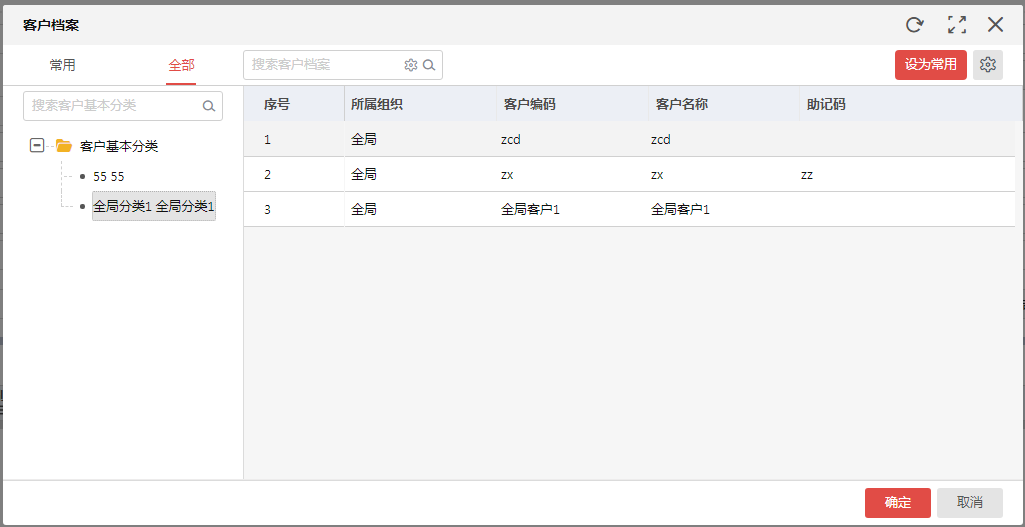 客户档案
常用 全部 搜索客户档案 设为常用
搜索客户基本分类
客户基本分类
55 55
全局分类1 全局分类1
序号 所属组织 客户编码 客户名称 助记码
1 全局 zcd zcd
2 全局 zx zx zz
3 全局 全局客户1 全局客户1
确定 取消